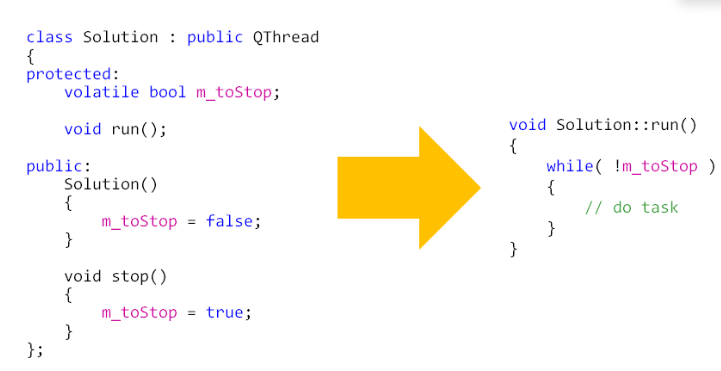 class Solution : public QThread
{
protected:
    volatile bool m_toStop;
    void run();
public:
    Solution()
    {
        m_toStop = false;
    }
    void stop()
    {
        m_toStop = true;
    }
};
void Solution::run()
{
    while( !m_toStop )
    {
        // do task
    }
}